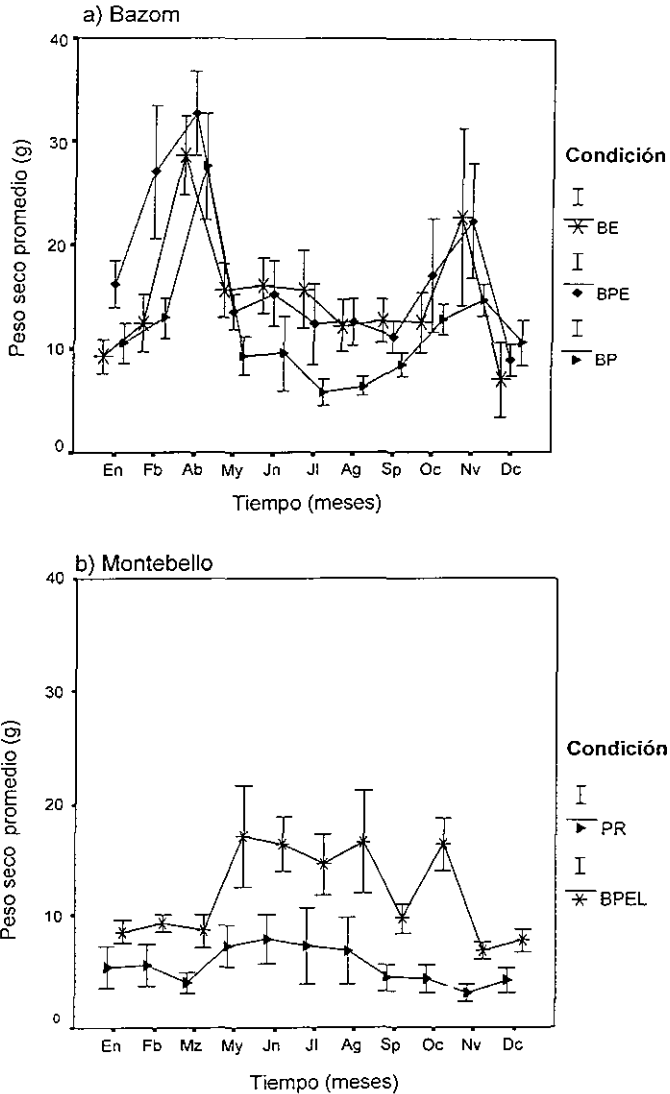 a) Bazom
40
30
20
10
0
Peso seco promedio (g)
En Fb Ab My Jn Jl Ag Sp Oc Nv Dc
Tiempo (meses)
Condición
BE
BPE
BP
b) Montebello
40
30
20
10
0
Peso seco promedio (g)
En Fb Mz My Jn Jl Ag Sp Oc Nv Dc
Tiempo (meses)
Condición
PR
BPEL